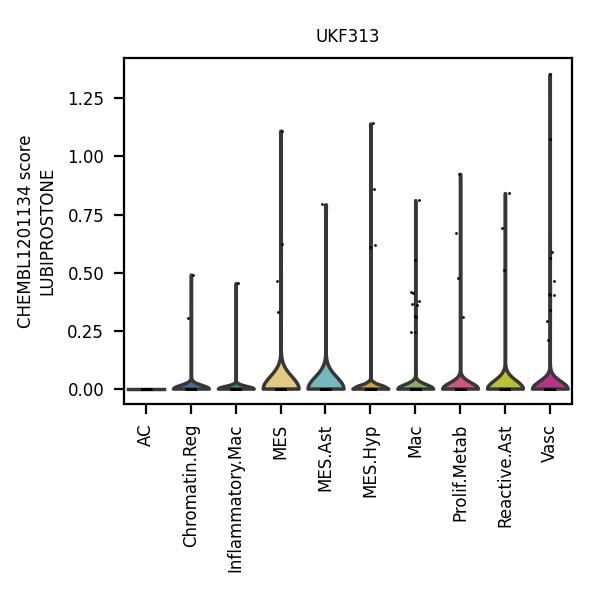 UKF313
CHEMBL1201134 score
LUBIPROSTONE
1.25
1.00
0.75
0.50
0.25
0.00
AC
Chromatin.Reg
Inflammatory.Mac
MES
MES.Ast
MES.Hyp
Mac
Prolif.Metab
Reactive.Ast
Vasc